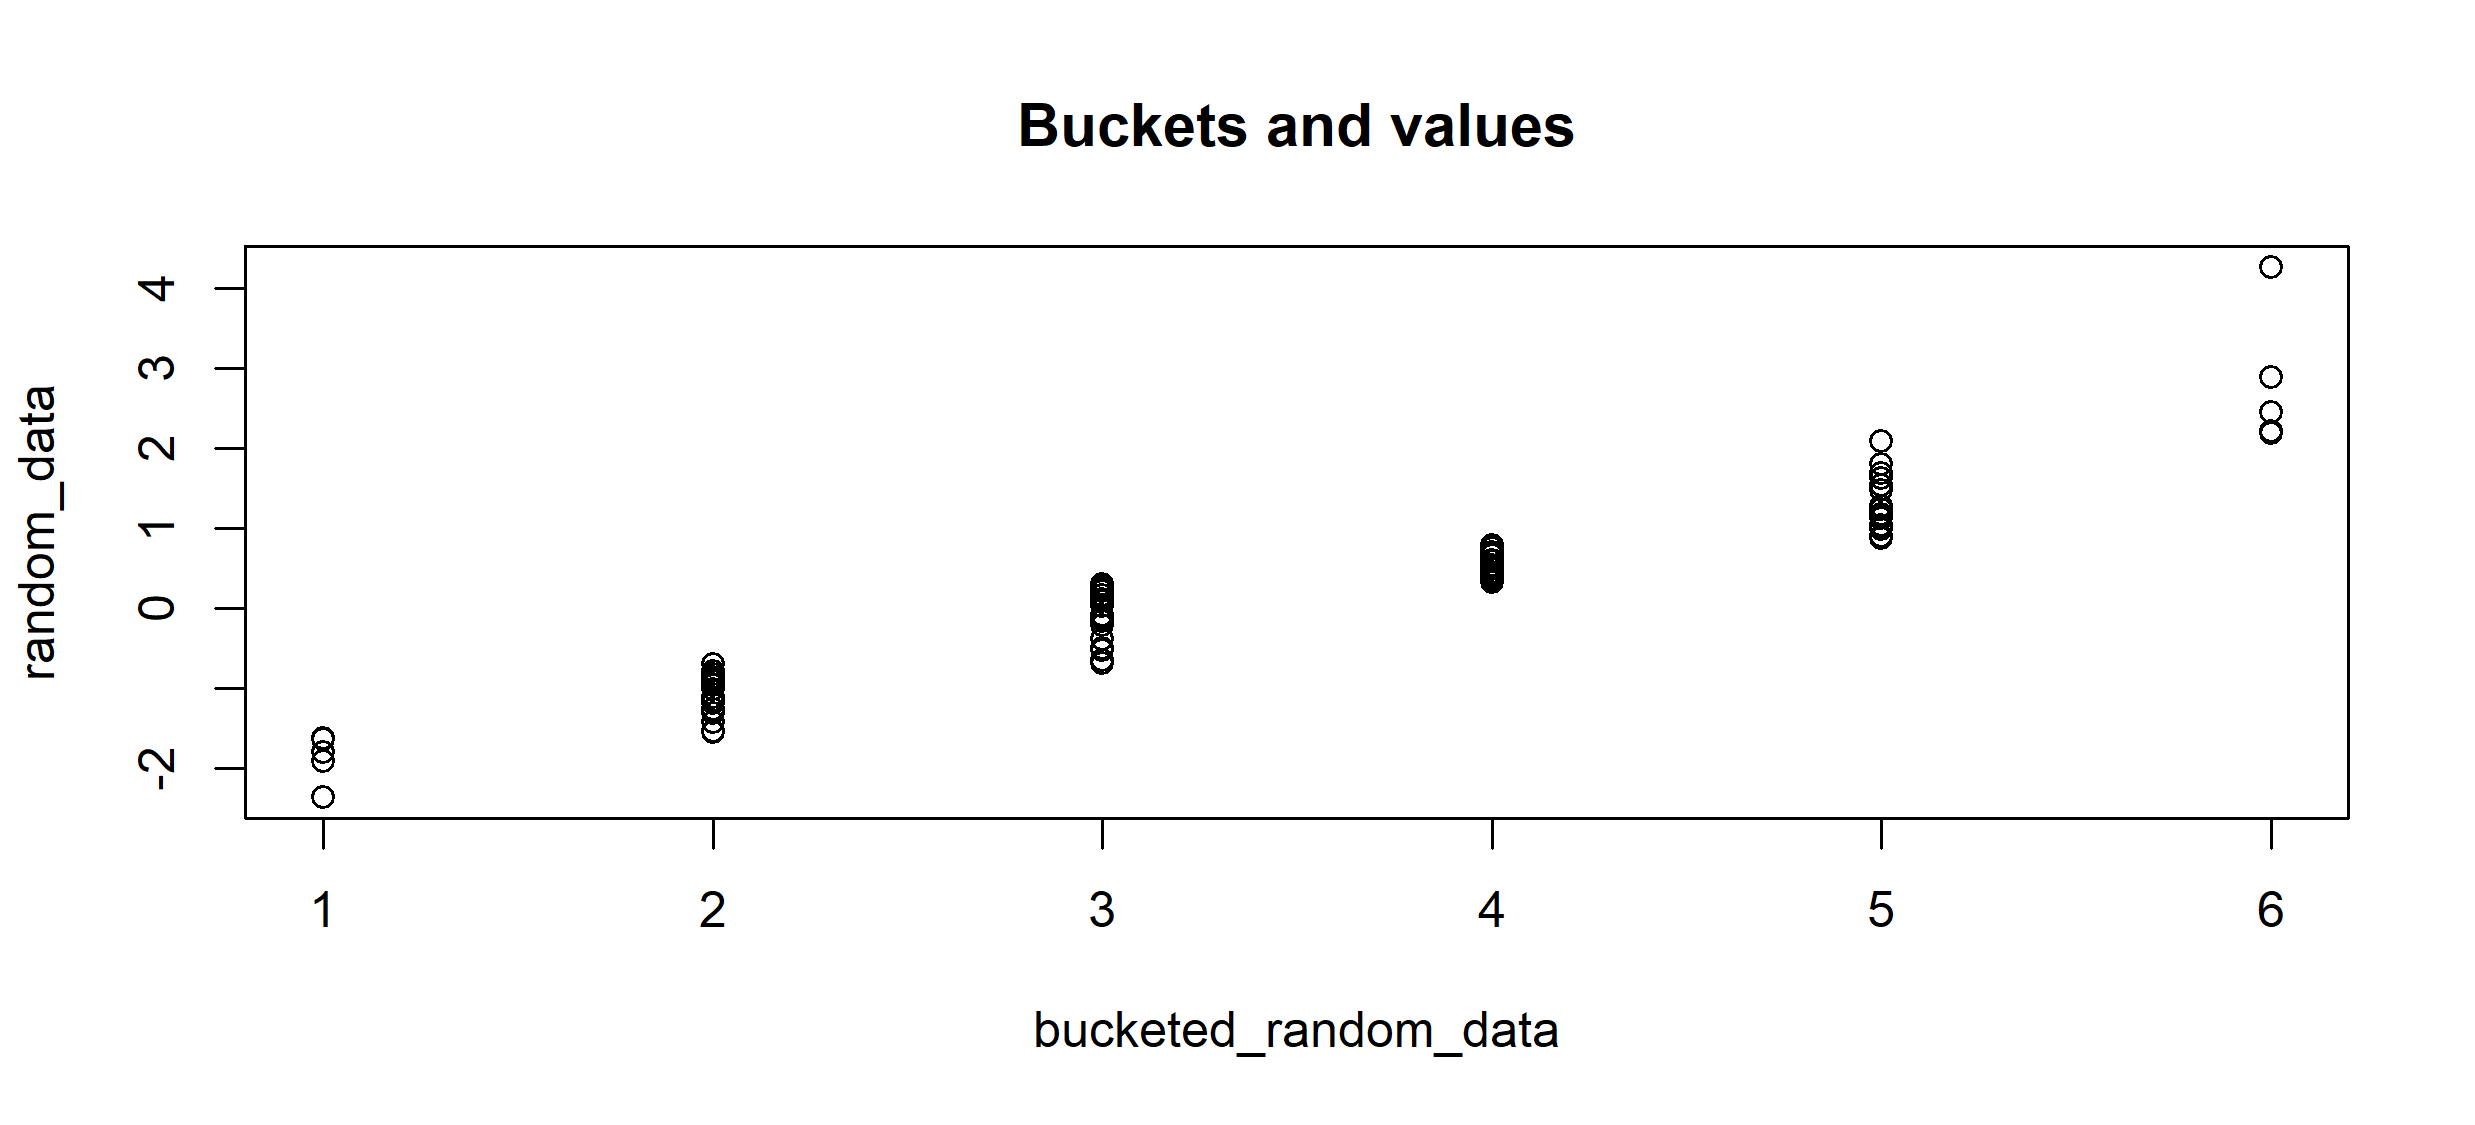 Buckets and values
random_data
4
3
2
1
0
-2
1 2 3 4 5 6
bucketed_random_data